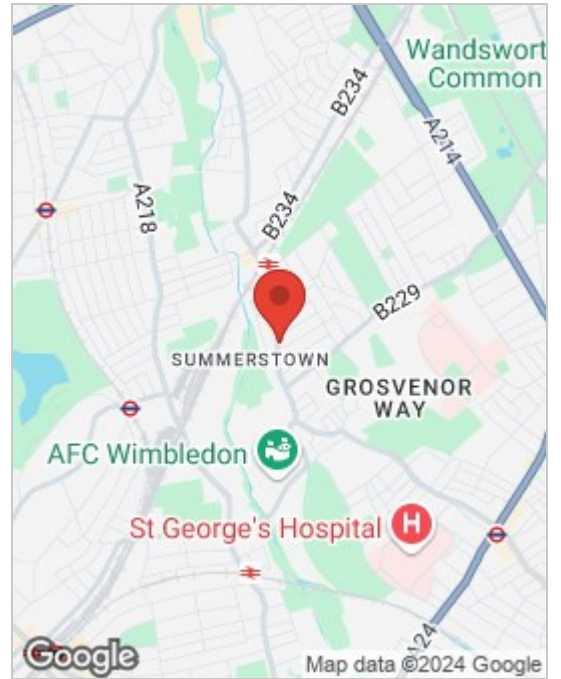 Wandswort
Common
B234
A214
A218
B234
B229
SUMMERSTOWN
GROSVENOR
WAY
AFC Wimbledon
St George's Hospital
H
A24
Google
Map data ©2024 Google